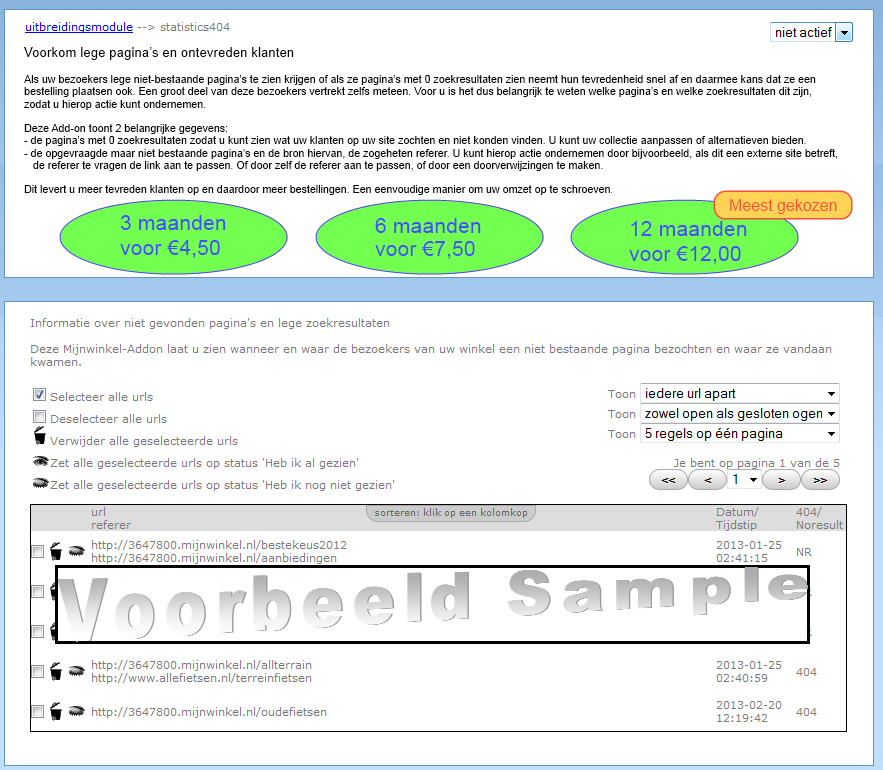 uitbreidingsmodule --> statistics404
niet actief
Voorkom lege pagina's en ontevreden klanten
Als uw bezoekers lege niet-bestaande pagina's te zien krijgen of als ze pagina's met 0 zoekresultaten zien neemt hun tevredenheid snel af en daarmee kans dat ze een
bestelling plaatsen ook. Een groot deel van deze bezoekers vertrekt zelfs meteen. Voor u is het dus belangrijk te weten welke pagina's en welke zoekresultaten dit zijn,
zodat u hierop actie kunt ondernemen.
Deze Add-on toont 2 belangrijke gegevens:
- de pagina's met 0 zoekresultaten zodat u kunt zien wat uw klanten op uw site zochten en niet konden vinden. U kunt uw collectie aanpassen of alternatieven bieden.
- de opgevraagde maar niet bestaande pagina's en de bron hiervan, de zogeheten referer. U kunt hierop actie ondernemen door bijvoorbeeld, als dit een externe site betreft,
de referer te vragen de link aan te passen. Of door zelf de referer aan te passen, of door een doorverwijzingen te maken.
Dit levert u meer tevreden klanten op en daardoor meer bestellingen. Een eenvoudige manier om uw omzet op te schroeven.
Meest gekozen
3 maanden
voor €4,50
6 maanden
voor €7,50
12 maanden
voor €12,00
Informatie over niet gevonden pagina's en lege zoekresultaten
Deze Mijnwinkel-Addon laat u zien wanneer en waar de bezoekers van uw winkel een niet bestaande pagina bezochten en waar ze vandaan
kwamen.
Selecteer alle urls
Deselecteer alle urls
Verwijder alle geselecteerde urls
Zet alle geselecteerde urls op status 'Heb ik al gezien'
Zet alle geselecteerde urls op status 'Heb ik nog niet gezien'
Toon iedere url apart
Toon zowel open als gesloten ogen
Toon 5 regels op één pagina
Je bent op pagina 1 van de 5
<< < 1 > >>
url
referer
sorteren: klik op een kolomkop
Datum/
Tijdstip
404/
Noresult
http://3647800.mijnwinkel.nl/bestekeus2012
http://3647800.mijnwinkel.nl/aanbiedingen
2013-01-25
02:41:15
NR
Voorbeeld Sample
http://3647800.mijnwinkel.nl/allterrain
http://www.allefietsen.nl/terreinfietsen
2013-01-25
02:40:59
404
http://3647800.mijnwinkel.nl/oudefietsen
2013-02-20
12:19:42
404